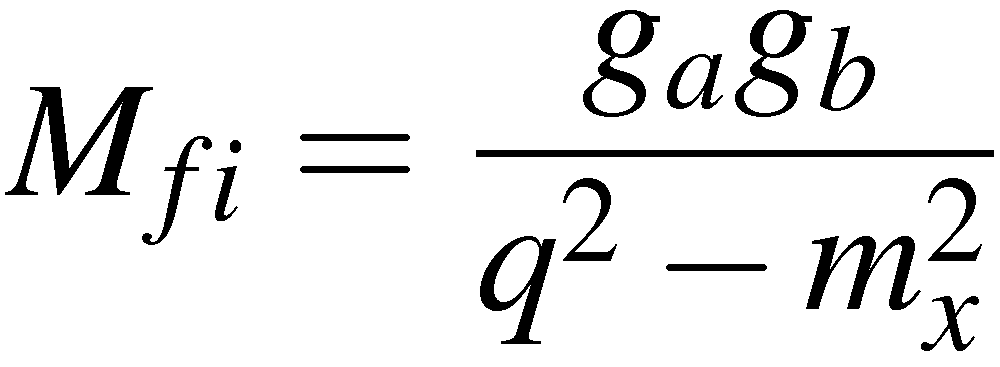 $M_{fi} = \frac{g_a g_b}{q^2 - m_x^2}$